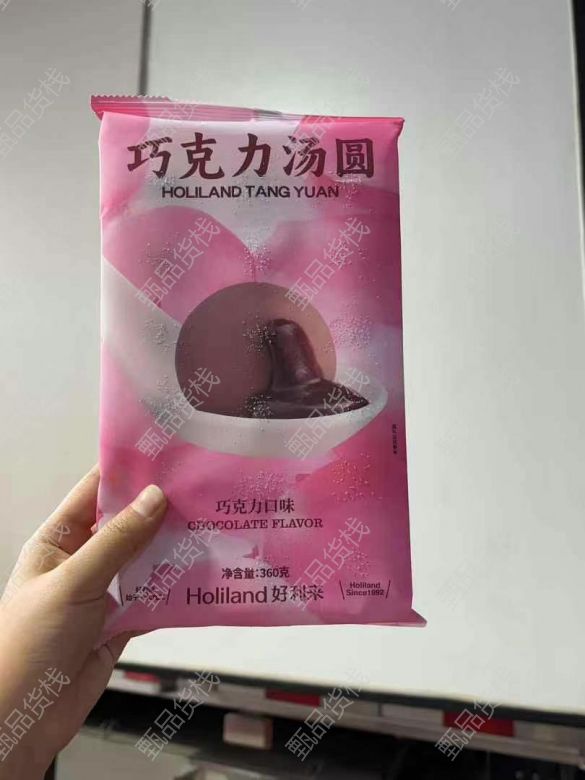 巧克力汤圆
HOLILAND TANG YUAN
巧克力口味
CHOCOLATE FLAVOR
净含量:360克
Holiland 好利来
Holiland
Since1992
甄品货栈